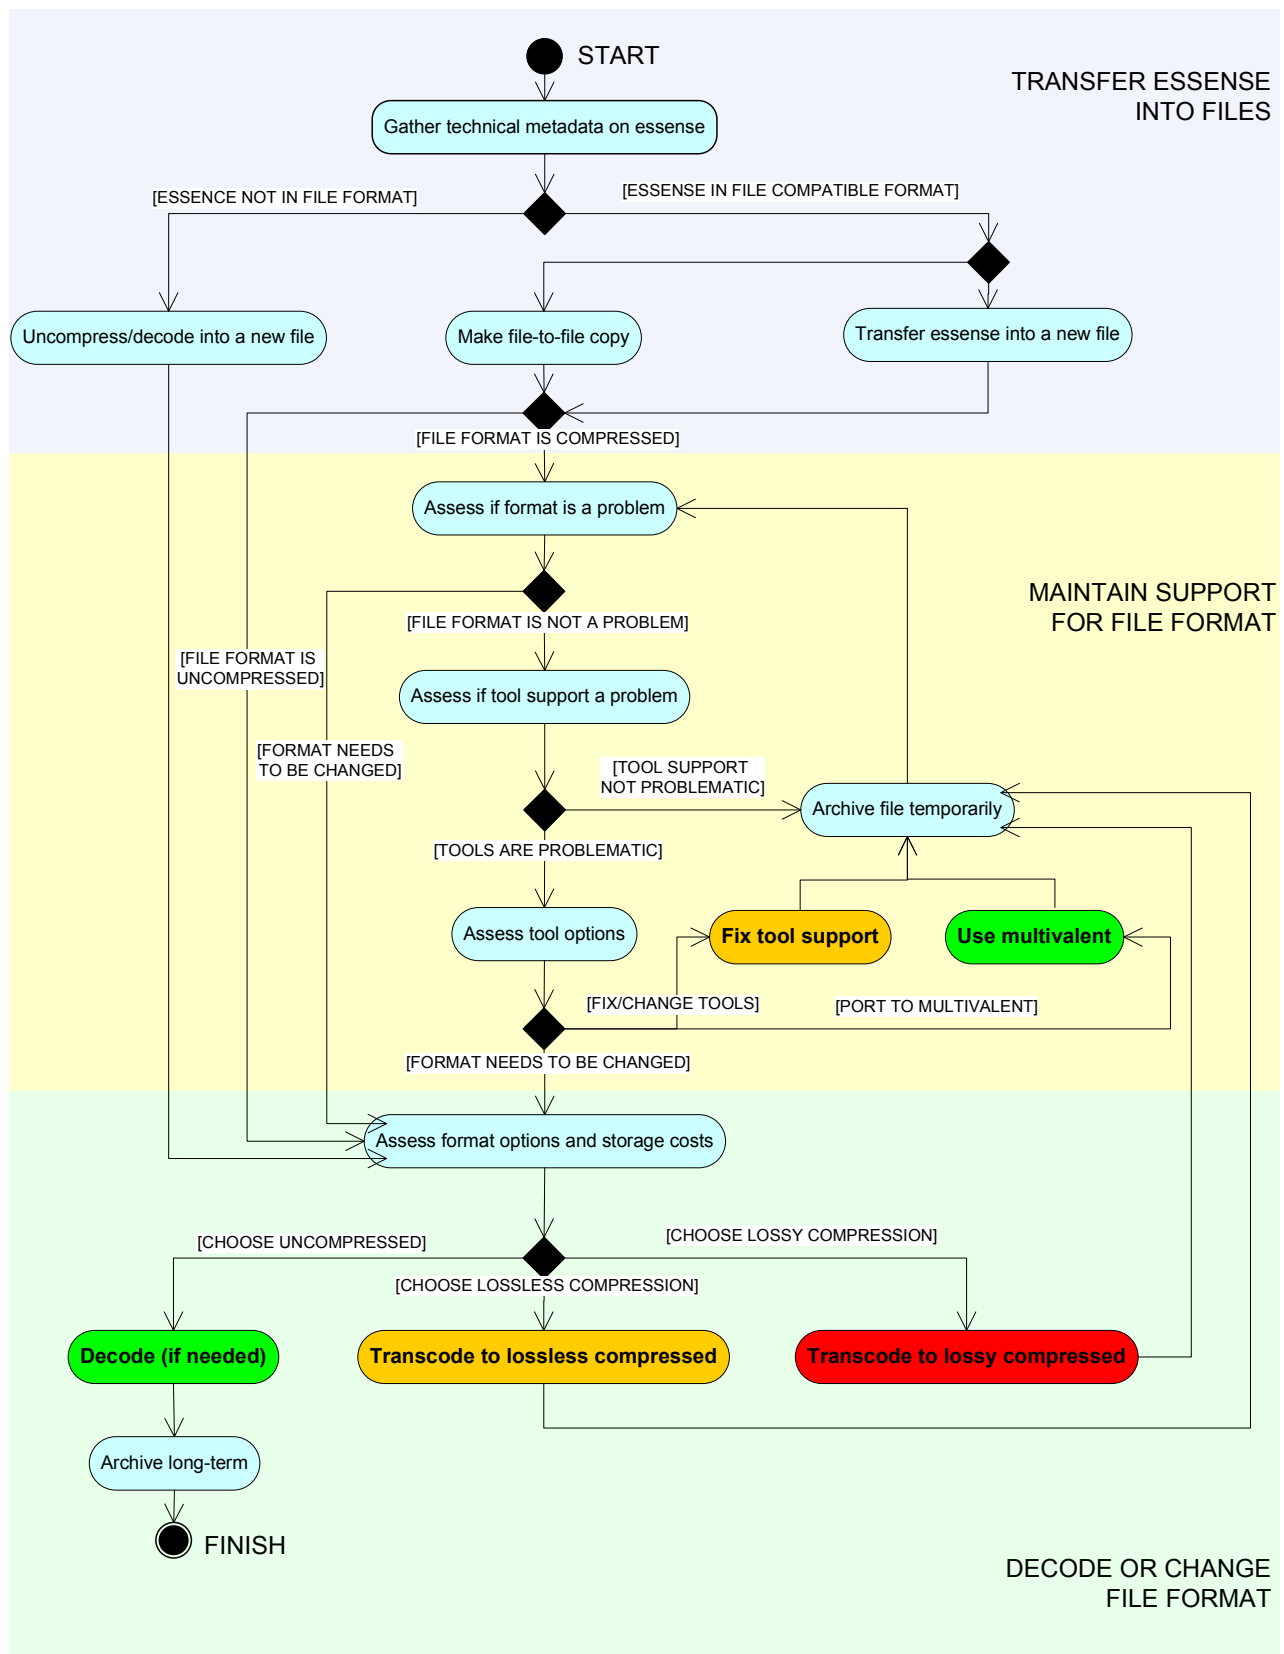 START
TRANSFER ESSENSE
INTO FILES
Gather technical metadata on essense
[ESSENCE NOT IN FILE FORMAT]
[ESSENSE IN FILE COMPATIBLE FORMAT]
Uncompress/decode into a new file
Make file-to-file copy
Transfer essense into a new file
[FILE FORMAT IS COMPRESSED]
Assess if format is a problem
MAINTAIN SUPPORT
FOR FILE FORMAT
[FILE FORMAT IS NOT A PROBLEM]
[FILE FORMAT IS
UNCOMPRESSED]
Assess if tool support a problem
[FORMAT NEEDS
TO BE CHANGED]
[TOOL SUPPORT
NOT PROBLEMATIC]
Archive file temporarily
[TOOLS ARE PROBLEMATIC]
Assess tool options
Fix tool support
Use multivalent
[FIX/CHANGE TOOLS]
[PORT TO MULTIVALENT]
[FORMAT NEEDS TO BE CHANGED]
Assess format options and storage costs
[CHOOSE UNCOMPRESSED]
[CHOOSE LOSSY COMPRESSION]
[CHOOSE LOSSLESS COMPRESSION]
Decode (if needed)
Transcode to lossless compressed
Transcode to lossy compressed
Archive long-term
FINISH
DECODE OR CHANGE
FILE FORMAT